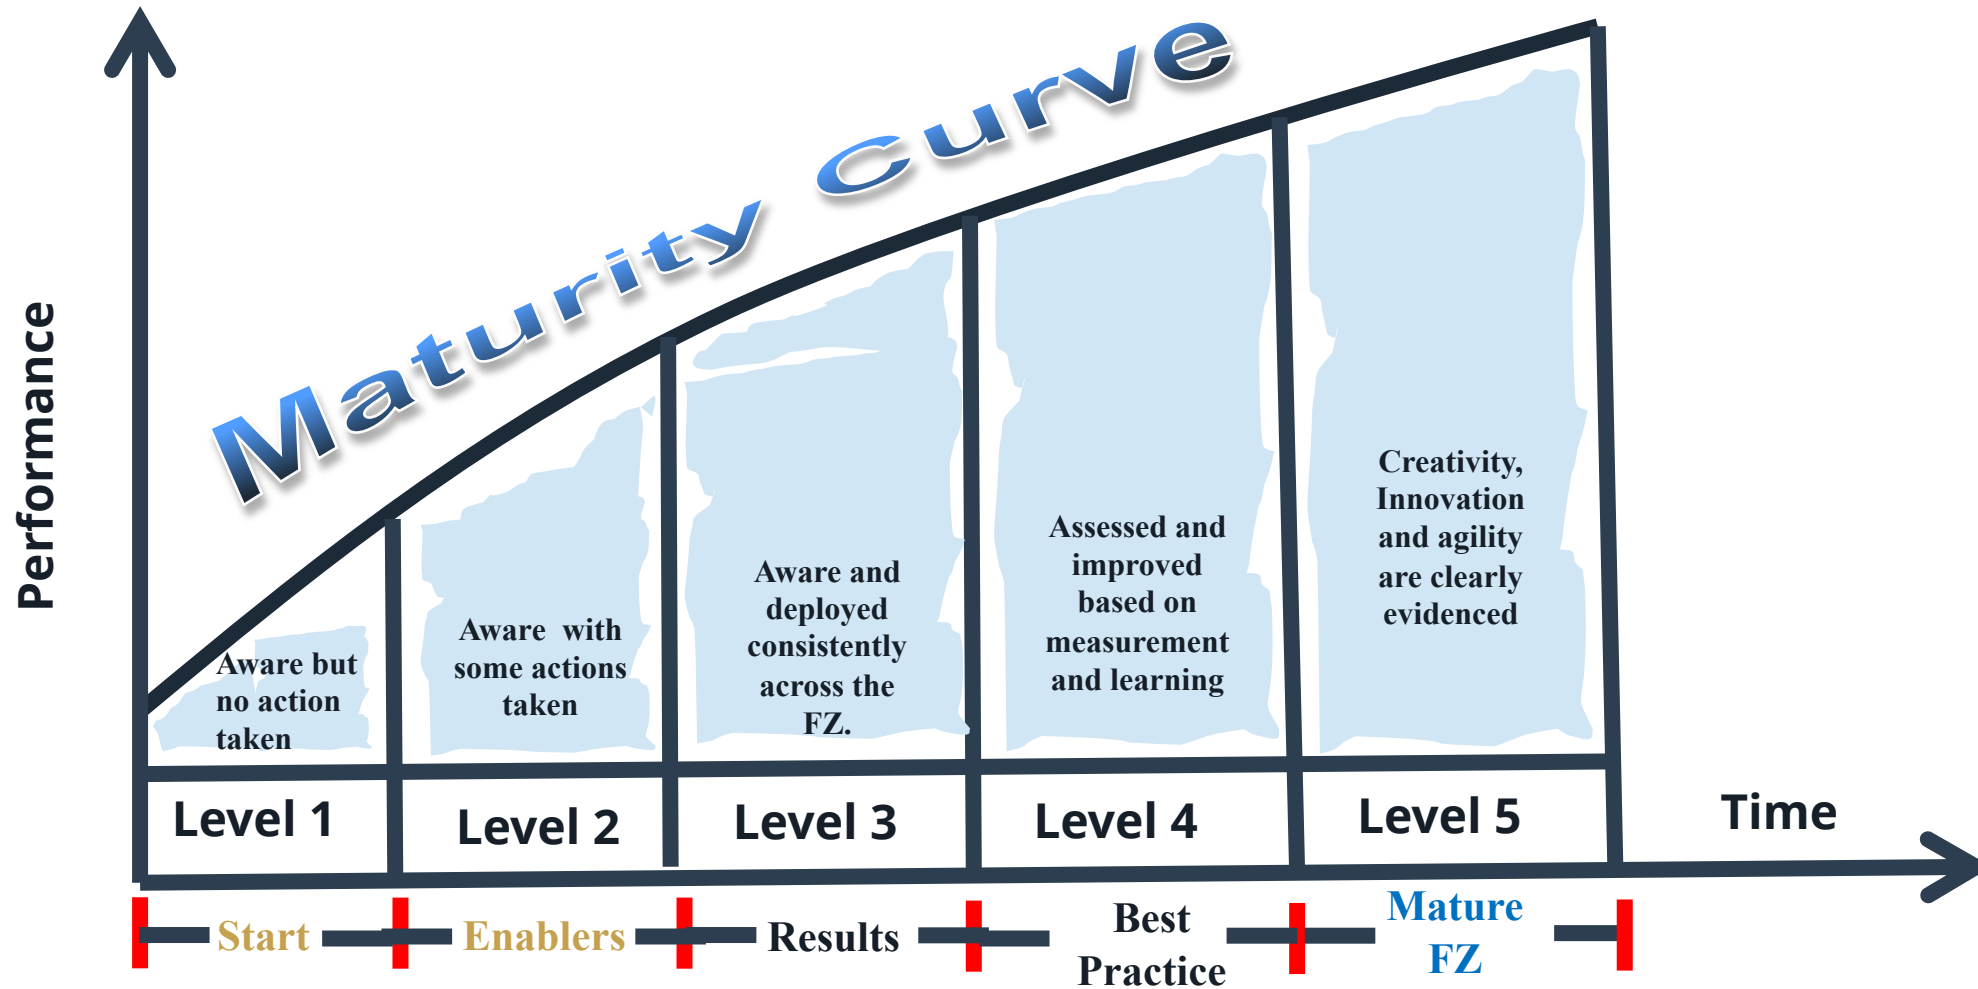 Maturity Curve
Performance
Aware but
no action
taken
Aware with
some actions
taken
Aware and
deployed
consistently
across the
FZ.
Assessed and
improved
based on
measurement
and learning
Creativity,
Innovation
and agility
are clearly
evidenced
Level 1
Level 2
Level 3
Level 4
Level 5
Time
Start
Enablers
Results
Best
Practice
Mature
FZ